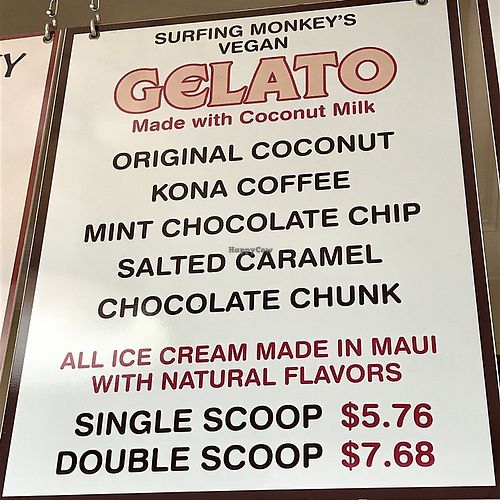 Y
SURFING MONKEY'S
VEGAN
GELATO
Made with Coconut Milk
ORIGINAL COCONUT
KONA COFFEE
MINT CHOCOLATE CHIP
HappyCow
SALTED CARAMEL
CHOCOLATE CHUNK
ALL ICE CREAM MADE IN MAUI
WITH NATURAL FLAVORS
SINGLE SCOOP $5.76
DOUBLE SCOOP $7.68